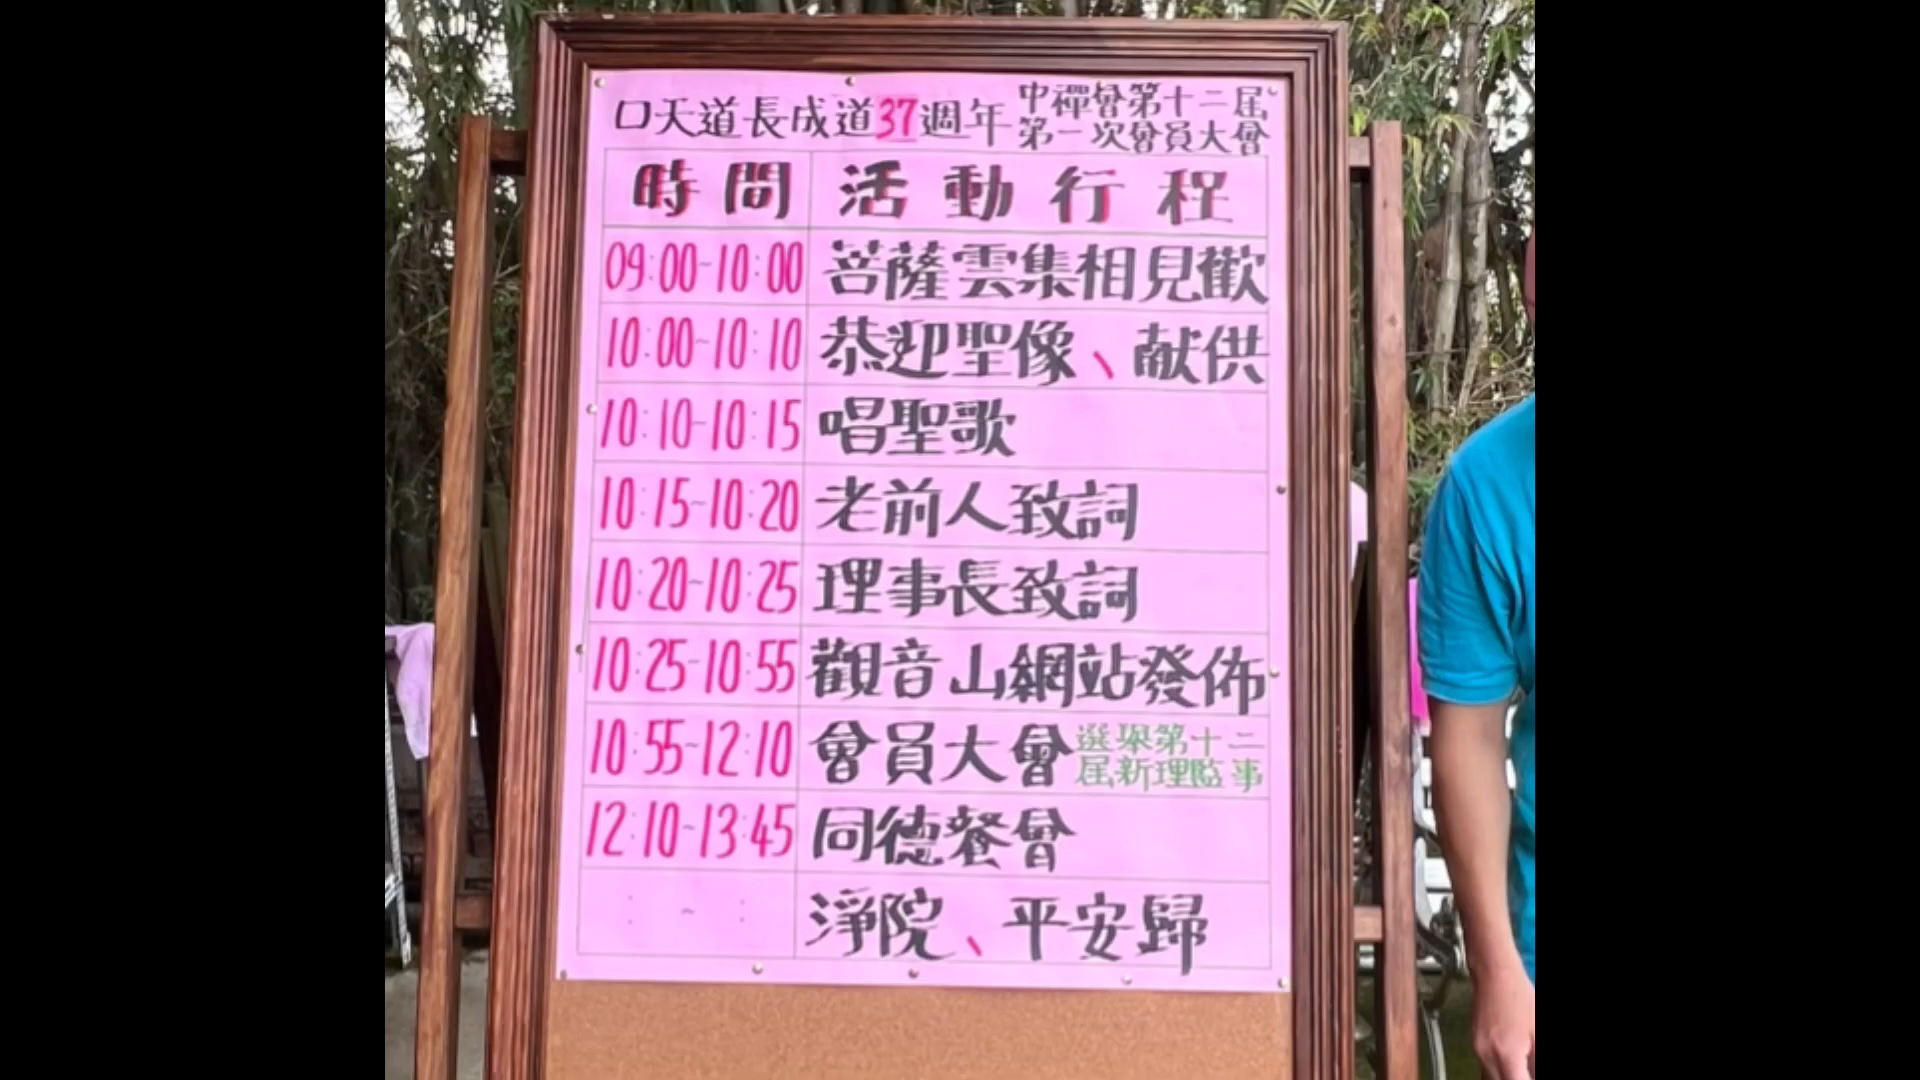 口天道長成道37週年 中禪會第十二屆
第一次會員大會
時間 活動行程
09:00~10:00 菩薩雲集相見歡
10:00~10:10 恭迎聖像、献供
10:10~10:15 唱聖歌
10:15~10:20 老前人致詞
10:20~10:25 理事長致詞
10:25~10:55 觀音山網站發佈
10:55~12:10 會員大會 選舉第十二
屆新理監事
12:10~13:45 同德餐會
: ~ : 淨院、平安歸